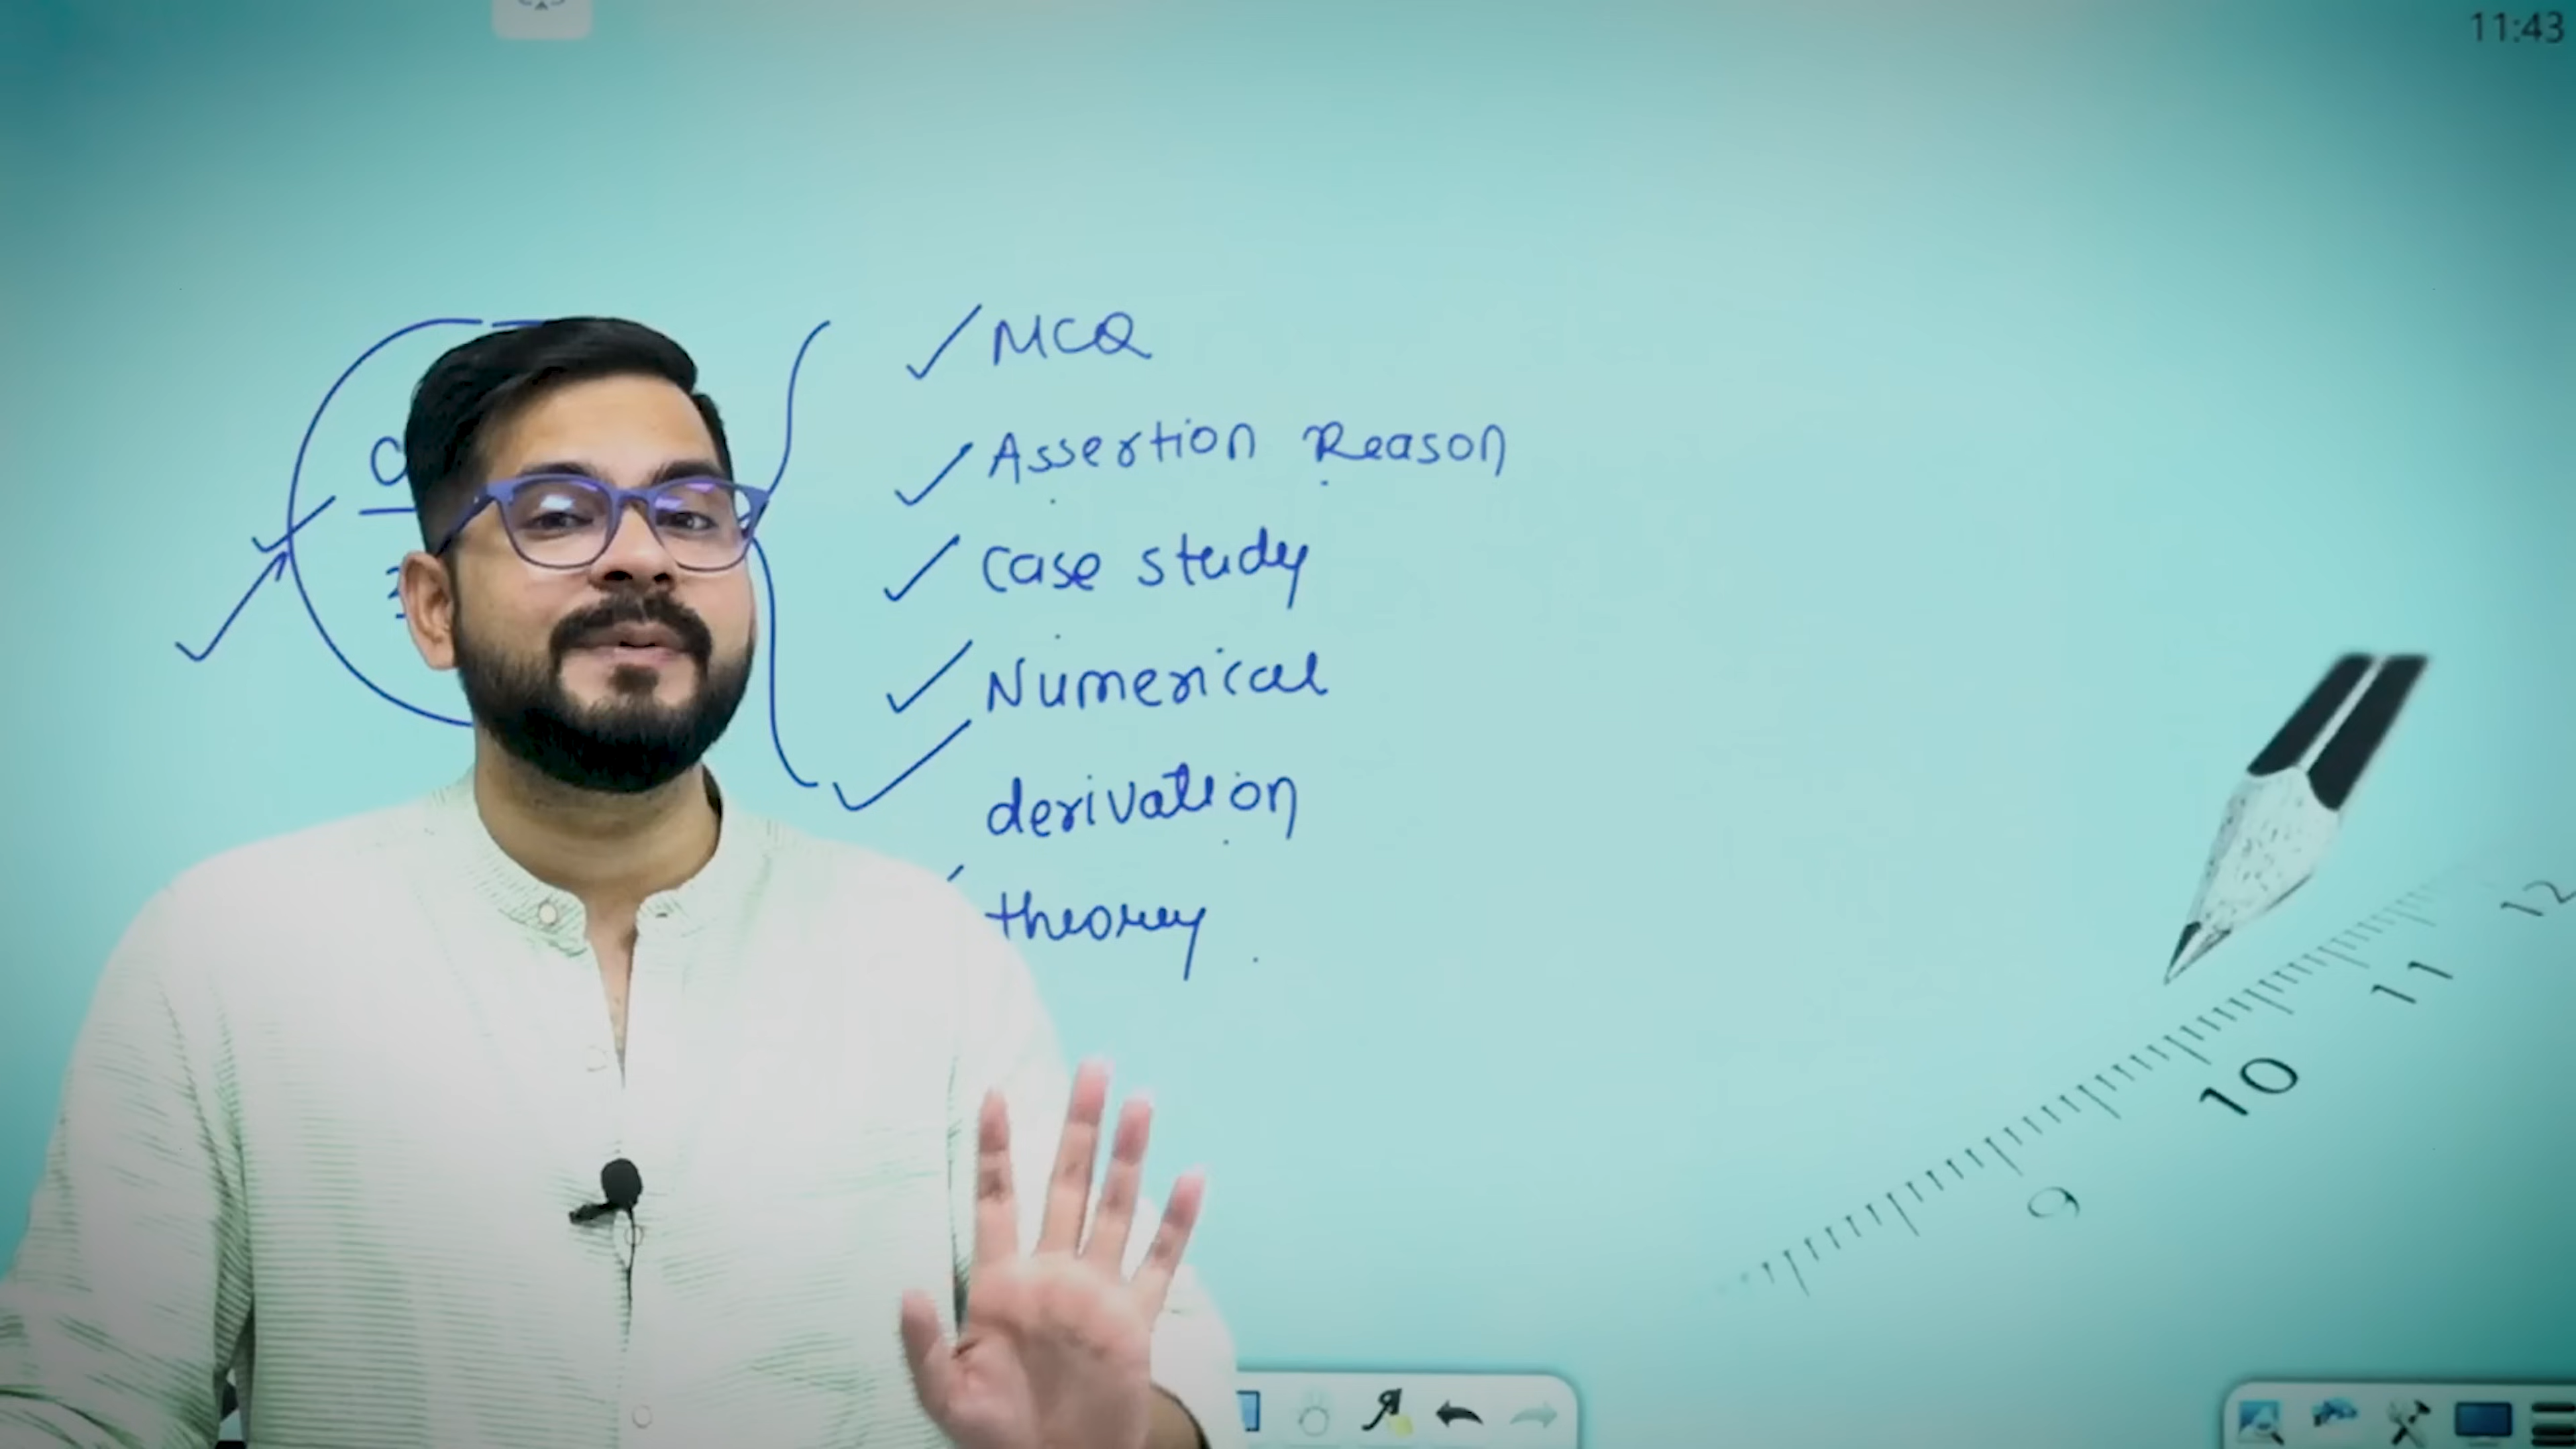 11:43
MCQ
Assertion Reason
case study
Numerical
derivation
theory
12
11
10
9